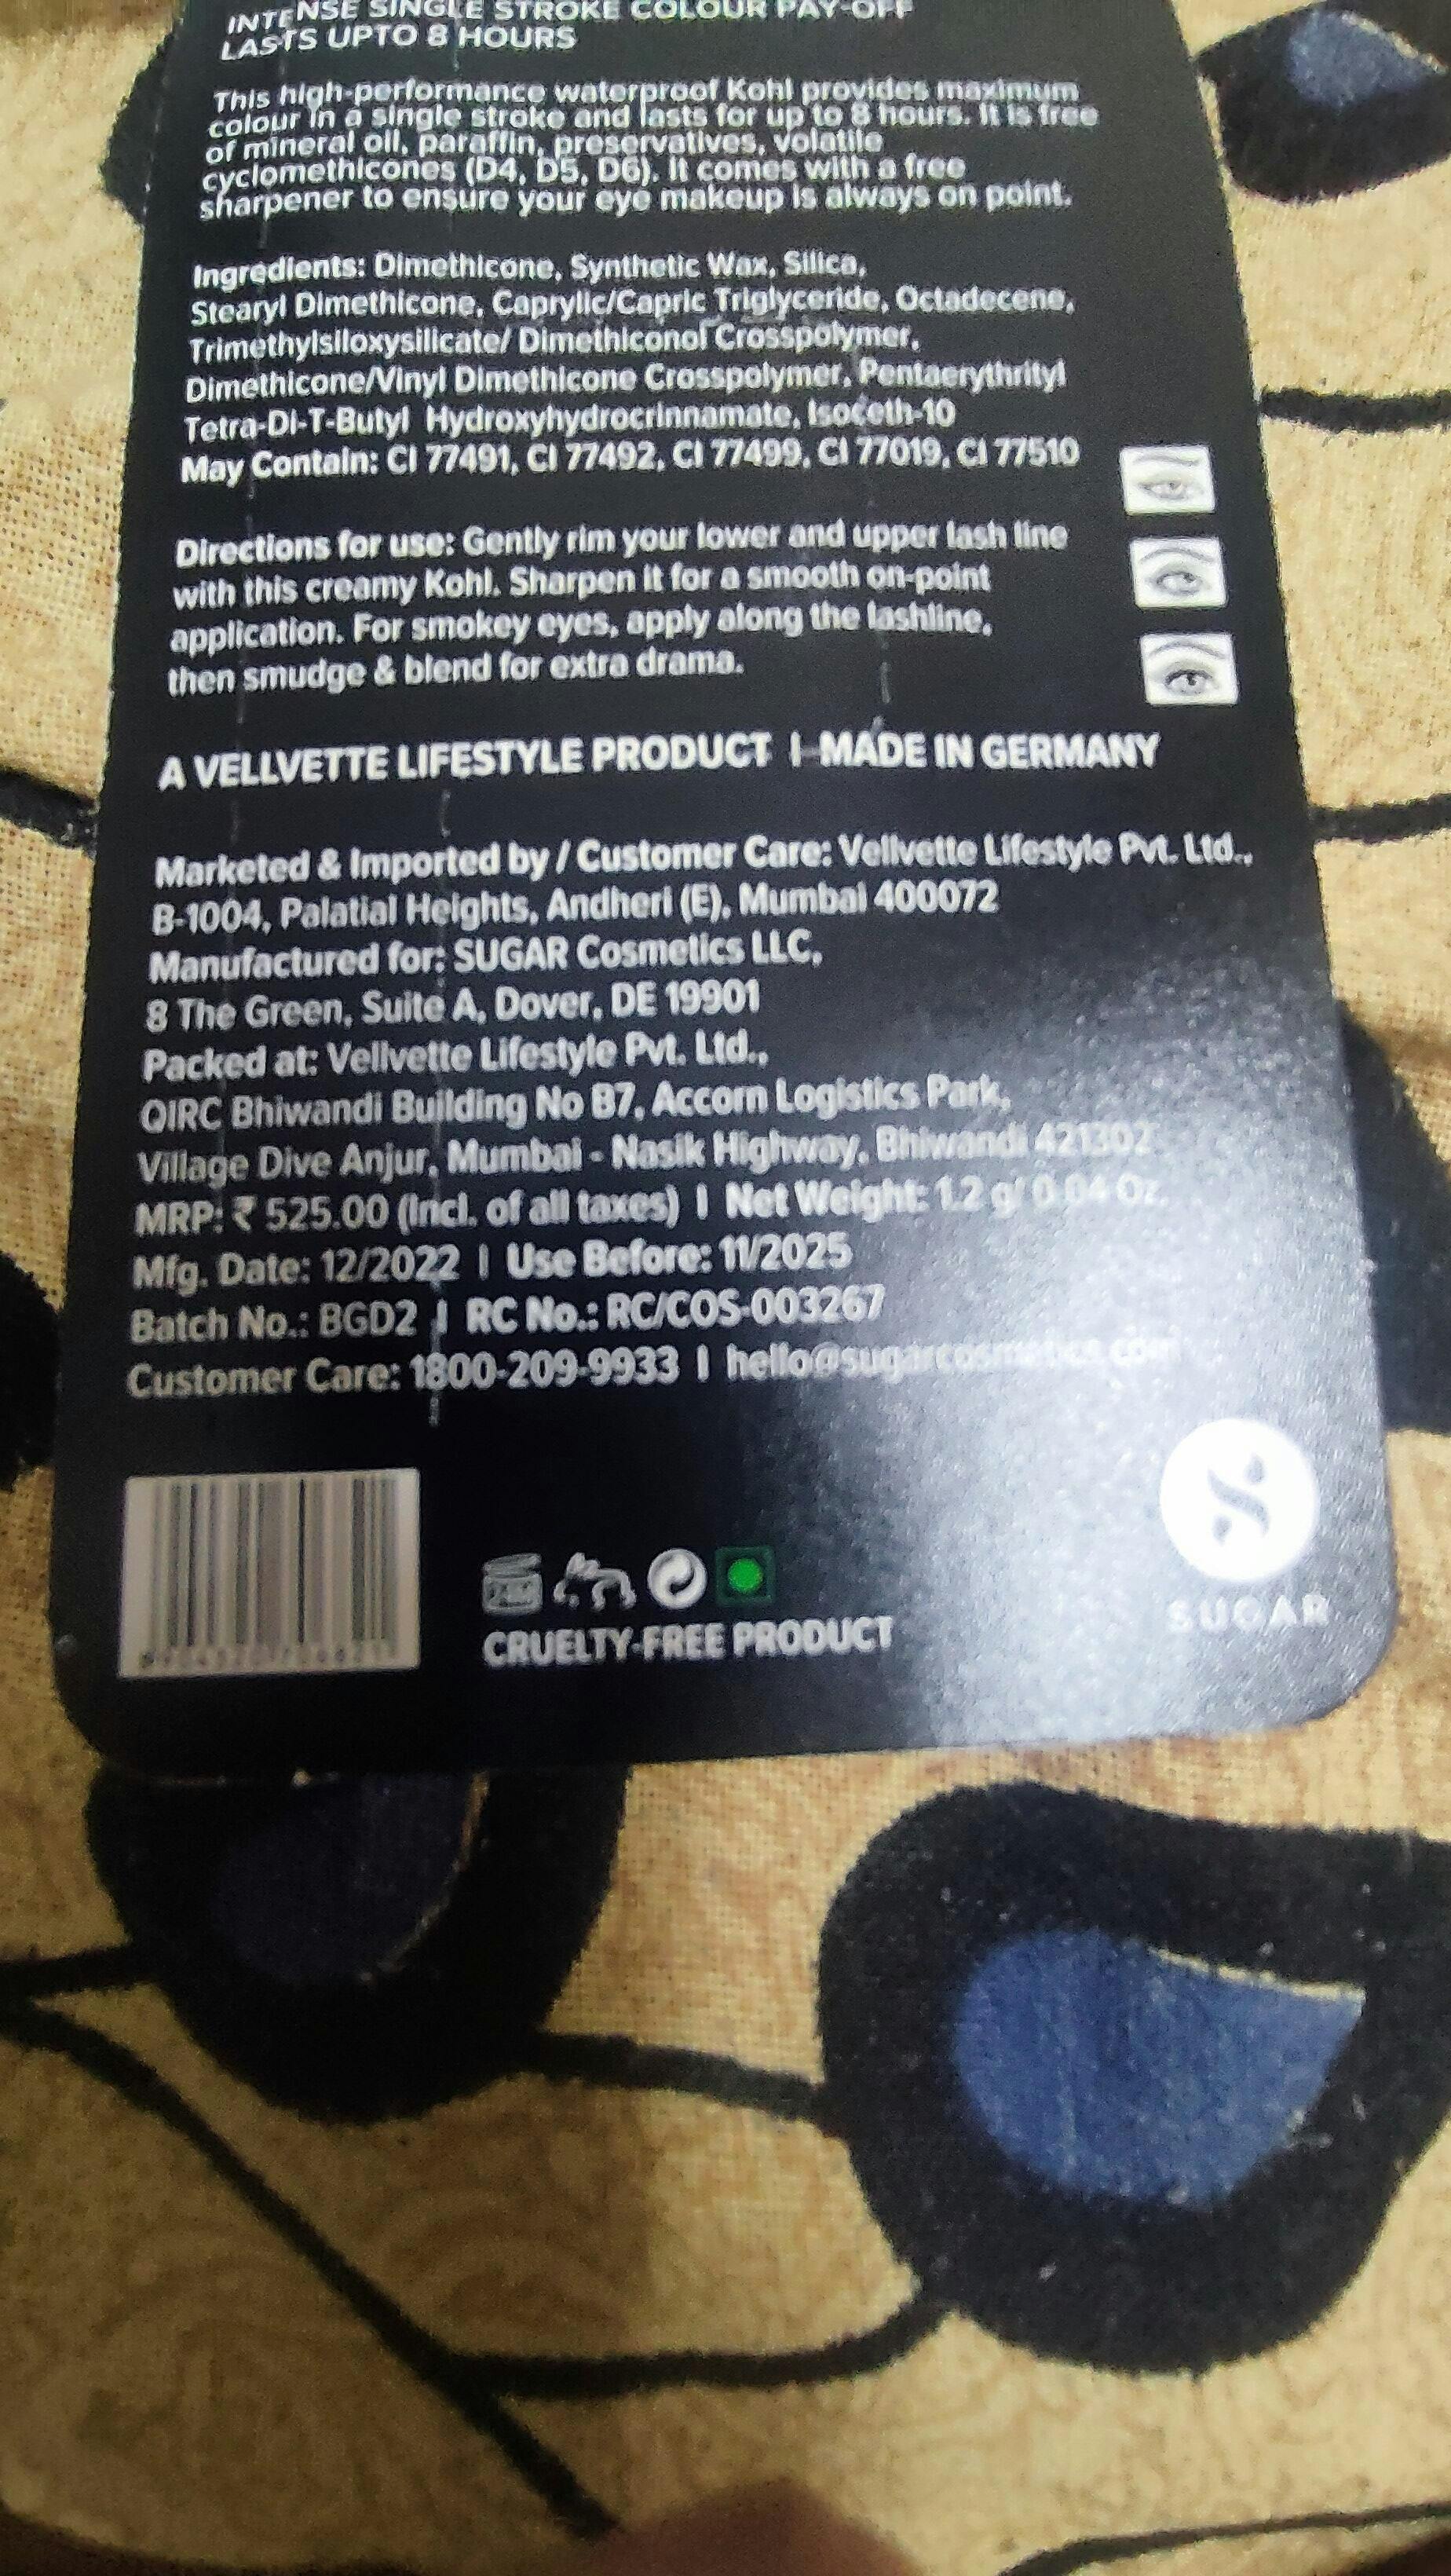 INTENSE SINGLE STROKE COLOUR PAY-OFF
LASTS UPTO 8 HOURS
This high-performance waterproof Kohl provides maximum
colour in a single stroke and lasts for up to 8 hours. It is free
of mineral oil, paraffin, preservatives, volatile
cyclomethicones (D4, D5, D6). It comes with a free
sharpener to ensure your eye makeup is always on point.
Ingredients: Dimethicone, Synthetic Wax, Silica,
Stearyl Dimethicone, Caprylic/Capric Triglyceride, Octadecene,
Trimethylsiloxysilicate/ Dimethiconol Crosspolymer,
Dimethicone/Vinyl Dimethicone Crosspolymer, Pentaerythrityl
Tetra-Di-T-Butyl Hydroxyhydrocrinnamate, Isoceth-10
May Contain: CI 77491, CI 77492, CI 77499, CI 77019, CI 77510
Directions for use: Gently rim your lower and upper lash line
with this creamy Kohl. Sharpen it for a smooth on-point
application. For smokey eyes, apply along the lashline,
then smudge & blend for extra drama.
A VELLVETTE LIFESTYLE PRODUCT | MADE IN GERMANY
Marketed & Imported by / Customer Care: Vellvette Lifestyle Pvt. Ltd.,
B-1004, Palatial Heights, Andheri (E), Mumbai 400072
Manufactured for: SUGAR Cosmetics LLC,
8 The Green, Suite A, Dover, DE 19901
Packed at: Vellvette Lifestyle Pvt. Ltd.,
QIRC Bhiwandi Building No B7, Accorn Logistics Park,
Village Dive Anjur, Mumbai - Nasik Highway, Bhiwandi 421302
MRP: ₹ 525.00 (Incl. of all taxes) | Net Weight: 1.2 g/ 0.04 Oz.
Mfg. Date: 12/2022 | Use Before: 11/2025
Batch No.: BGD2 | RC No.: RC/COS-003267
Customer Care: 1800-209-9933 | hello@sugarcosmetics.com
CRUELTY-FREE PRODUCT
SUGAR